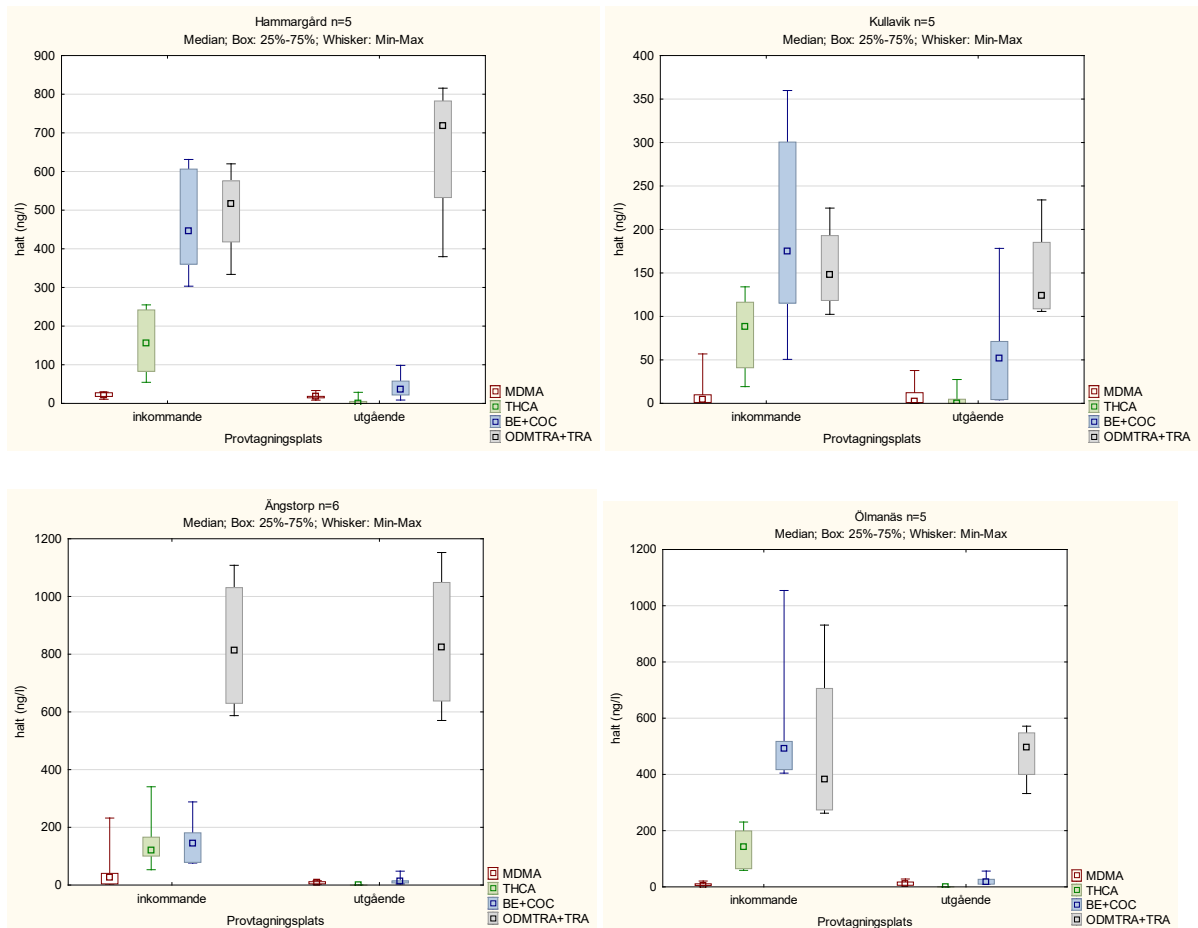 Hammargård n=5
Median; Box: 25%-75%; Whisker: Min-Max
900
800
700
600
500
400
300
200
100
0
halt (ng/l)
inkommande
utgående
Provtagningsplats
MDMA
THCA
BE+COC
ODMTRA+TRA
Kullavik n=5
Median; Box: 25%-75%; Whisker: Min-Max
400
350
300
250
200
150
100
50
0
halt (ng/l)
inkommande
utgående
Provtagningsplats
MDMA
THCA
BE+COC
ODMTRA+TRA
Ängstorp n=6
Median; Box: 25%-75%; Whisker: Min-Max
1200
1000
800
600
400
200
0
halt (ng/l)
inkommande
utgående
Provtagningsplats
MDMA
THCA
BE+COC
ODMTRA+TRA
Ölmanäs n=5
Median; Box: 25%-75%; Whisker: Min-Max
1200
1000
800
600
400
200
0
halt (ng/l)
inkommande
utgående
Provtagningsplats
MDMA
THCA
BE+COC
ODMTRA+TRA